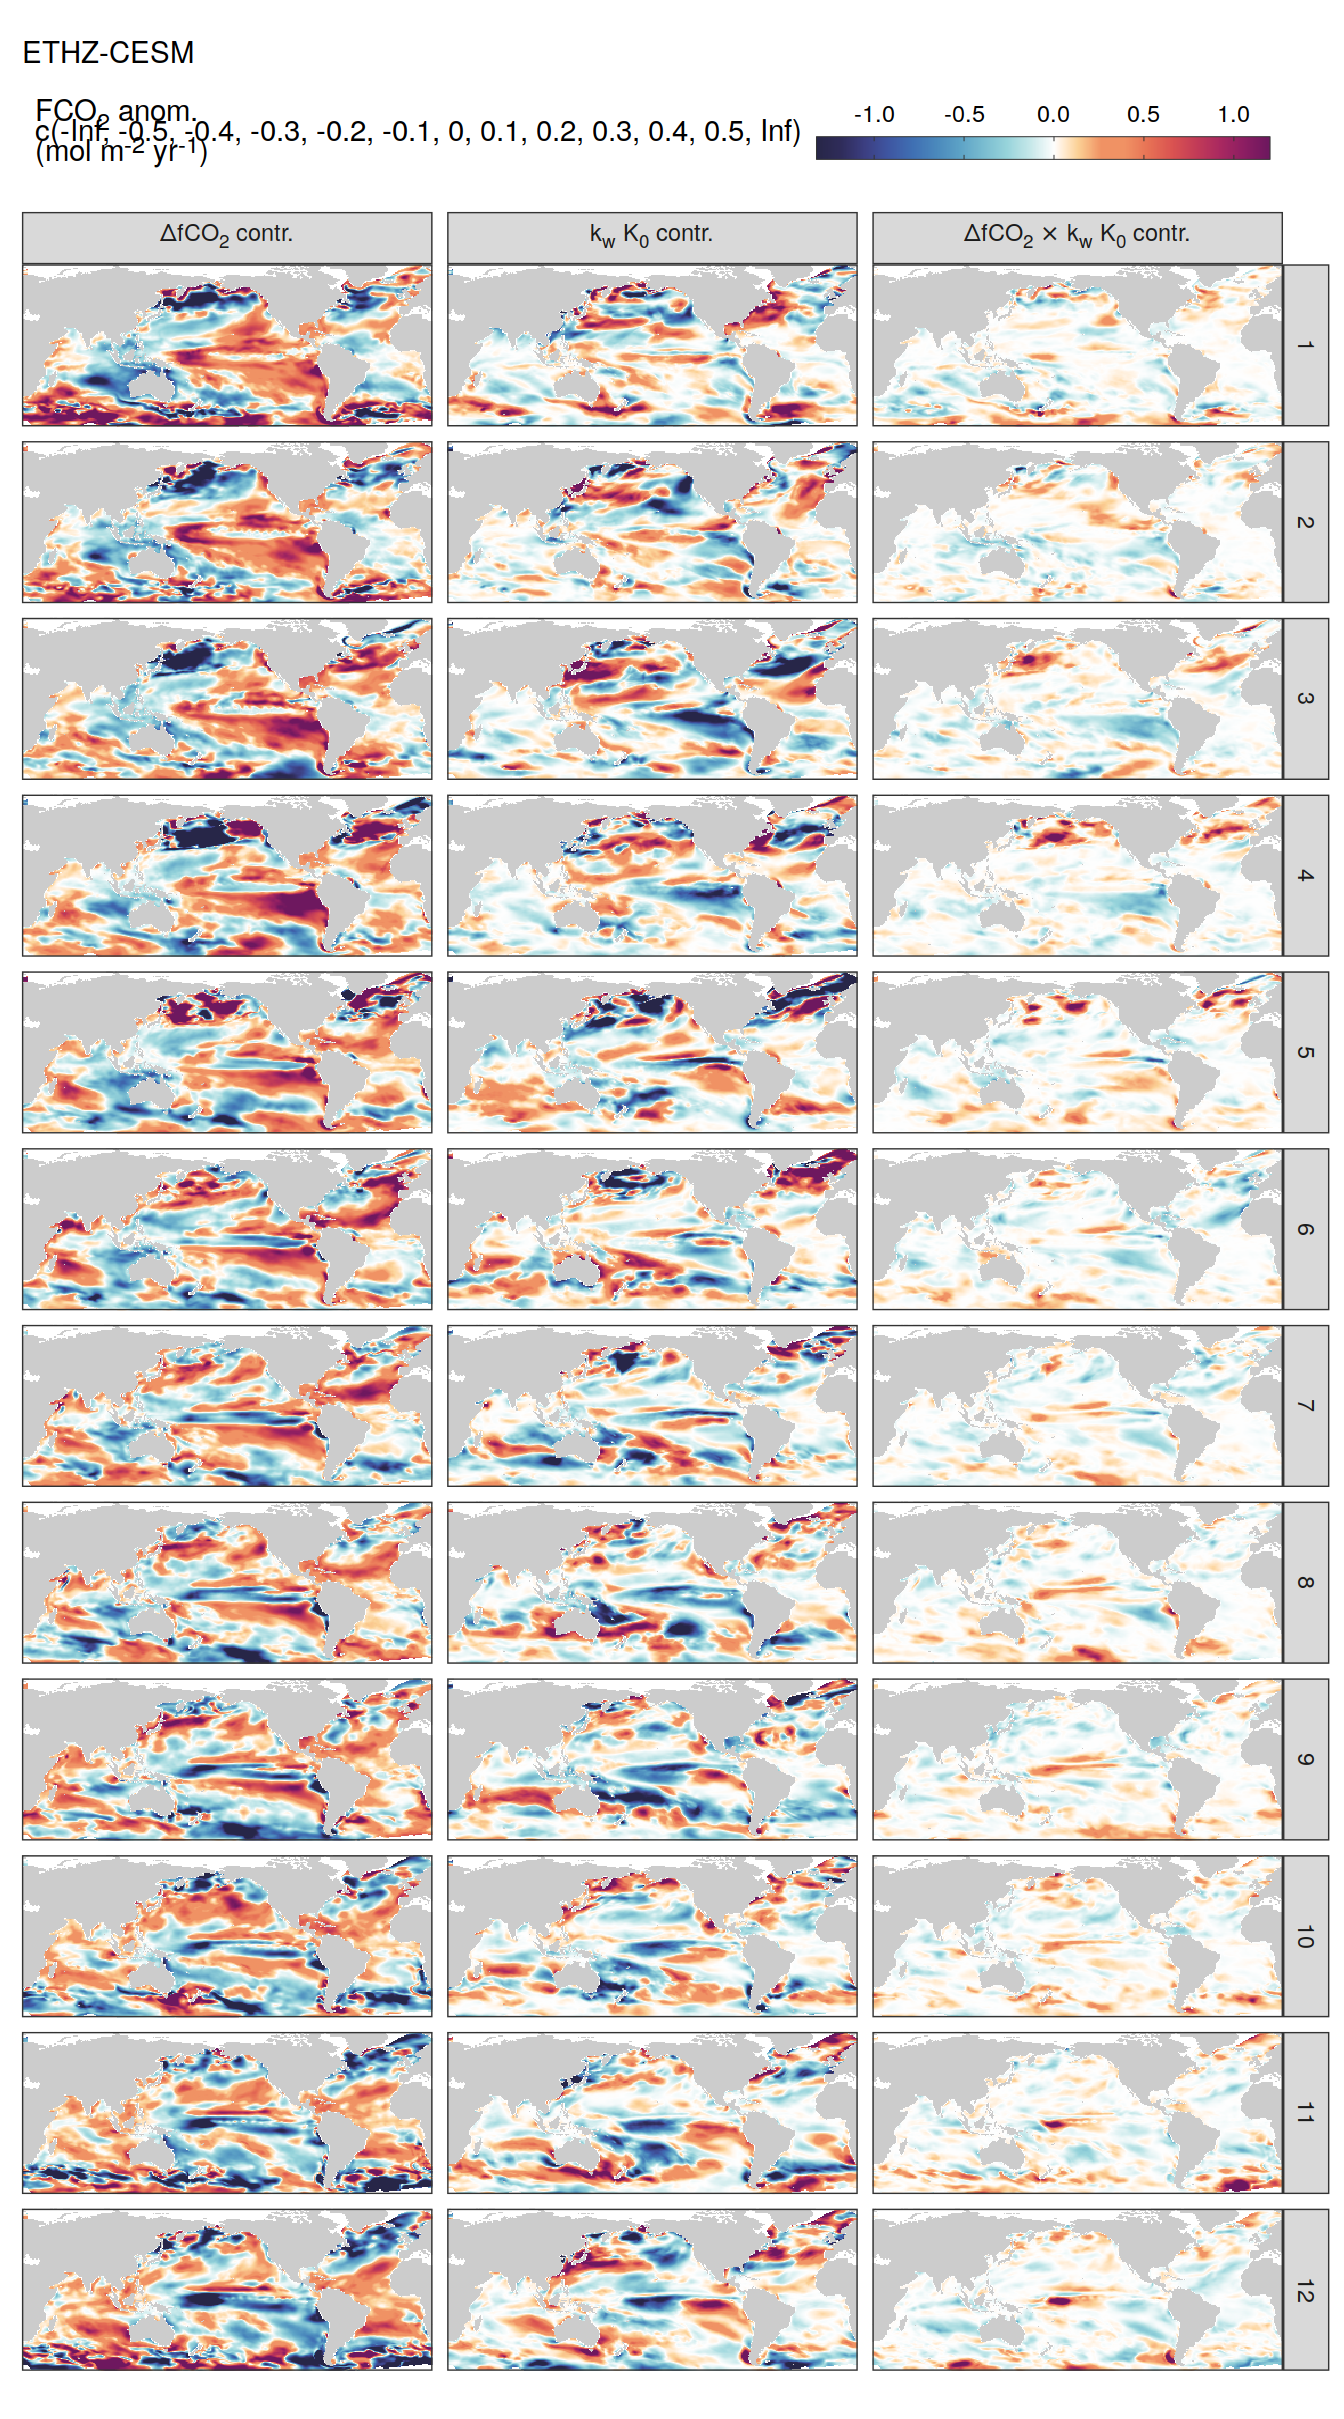 ETHZ-CESM
FCO₂ anom.
c(-Inf, -0.5, -0.4, -0.3, -0.2, -0.1, 0, 0.1, 0.2, 0.3, 0.4, 0.5, Inf)
(mol m⁻² yr⁻¹)
-1.0 -0.5 0.0 0.5 1.0
ΔfCO₂ contr. k_w K₀ contr. ΔfCO₂ × k_w K₀ contr.
1
2
3
4
5
6
7
8
9
10
11
12